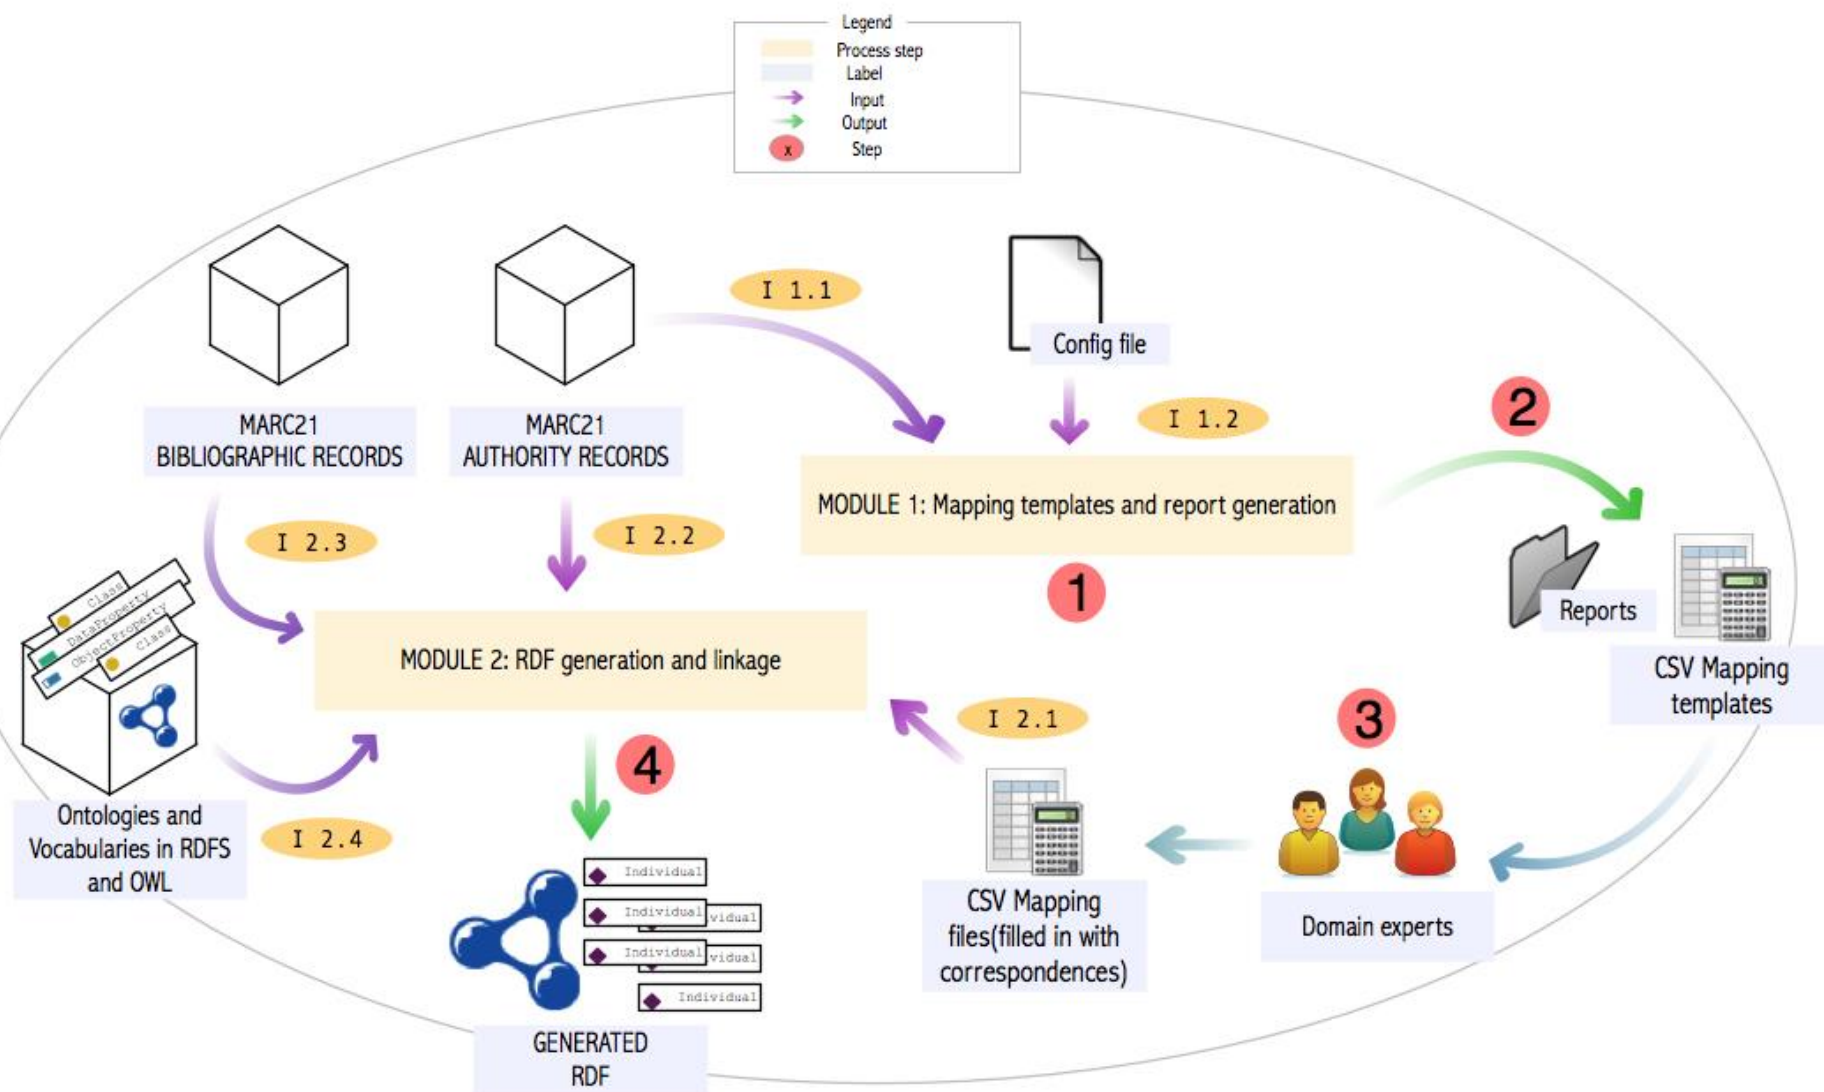 Legend
Process step
Label
Input
Output
x
Step
I 1.1
Config file
I 1.2
2
MARC21
BIBLIOGRAPHIC RECORDS
MARC21
AUTHORITY RECORDS
MODULE 1: Mapping templates and report generation
1
I 2.3
I 2.2
Reports
CSV Mapping
templates
Class
DataProperty
ObjectProperty
Class
MODULE 2: RDF generation and linkage
I 2.1
3
4
Ontologies and
Vocabularies in RDFS
and OWL
I 2.4
CSV Mapping
files(filled in with
correspondences)
Domain experts
Individual
Individual
vidual
Individual
vidual
Individual
GENERATED
RDF